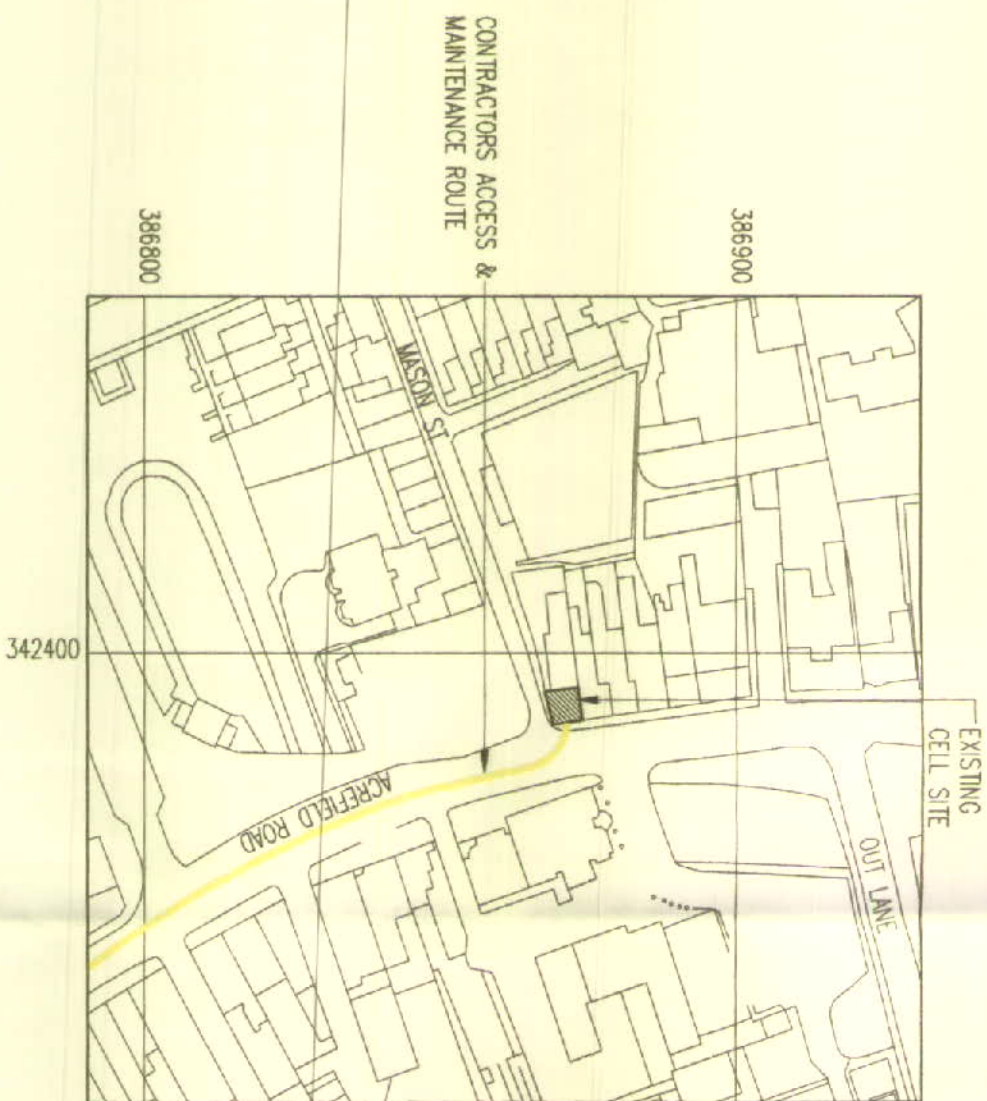 CONTRACTORS ACCESS &
MAINTENANCE ROUTE
386800
386900
342400
MASON ST
ACREFIELD ROAD
EXISTING
CELL SITE
OUT LANE